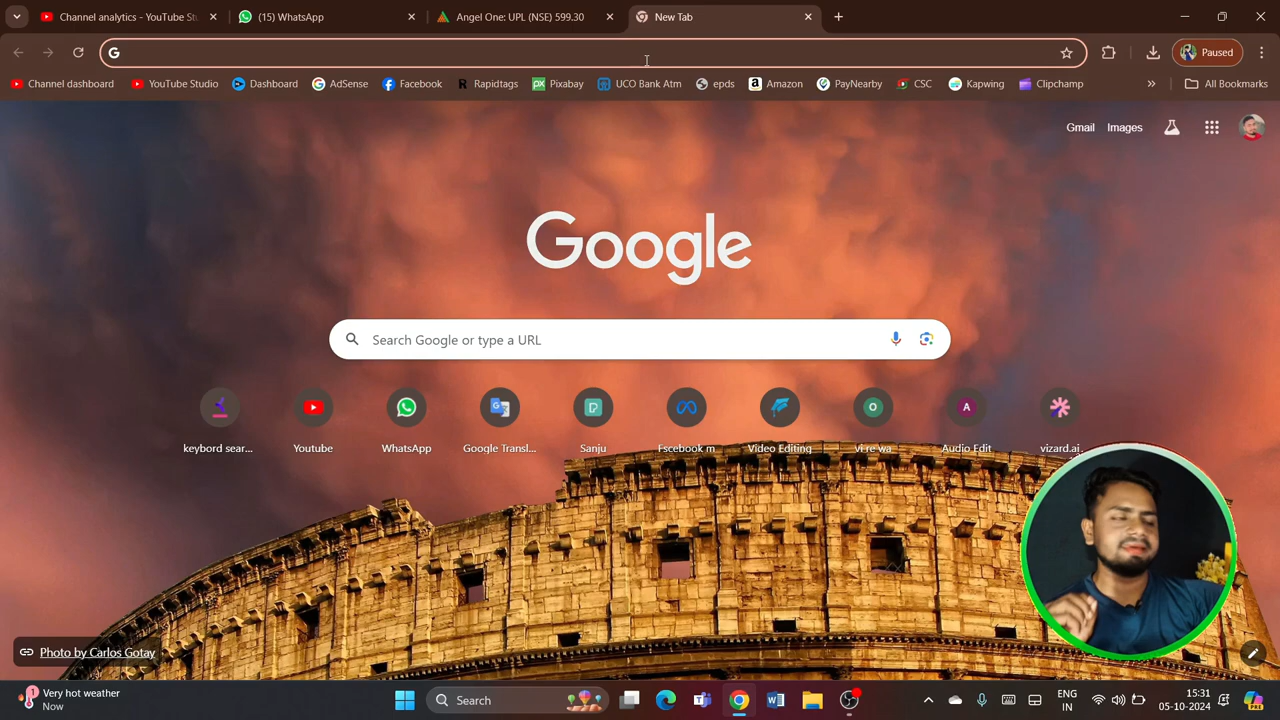 Channel analytics - YouTube Stu
(15) WhatsApp
Angel One: UPL (NSE) 599.30
New Tab
Paused
Channel dashboard
YouTube Studio
Dashboard
AdSense
Facebook
Rapidtags
Pixabay
UCO Bank Atm
epds
Amazon
PayNearby
CSC
Kapwing
Clipchamp
All Bookmarks
Gmail
Images
Google
Search Google or type a URL
keybord sear...
Youtube
WhatsApp
Google Transl...
Sanju
Fscebook m
Video Editing
vi re wa
Audio Edit
vizard.ai
Photo by Carlos Gotay
Very hot weather
Now
Search
ENG
IN
15:31
05-10-2024